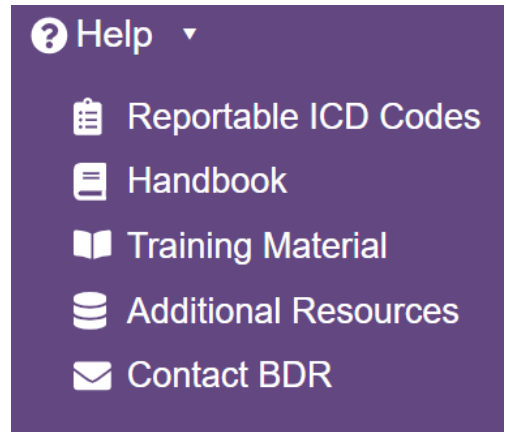 Help
Reportable ICD Codes
Handbook
Training Material
Additional Resources
Contact BDR